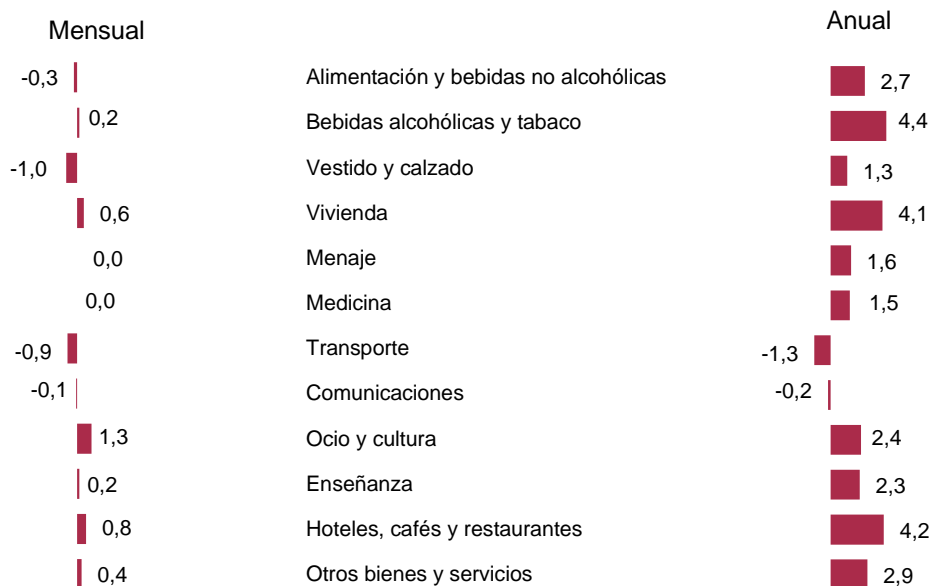 Mensual Anual
-0,3 Alimentación y bebidas no alcohólicas 2,7
0,2 Bebidas alcohólicas y tabaco 4,4
-1,0 Vestido y calzado 1,3
0,6 Vivienda 4,1
0,0 Menaje 1,6
0,0 Medicina 1,5
-0,9 Transporte -1,3
-0,1 Comunicaciones -0,2
1,3 Ocio y cultura 2,4
0,2 Enseñanza 2,3
0,8 Hoteles, cafés y restaurantes 4,2
0,4 Otros bienes y servicios 2,9